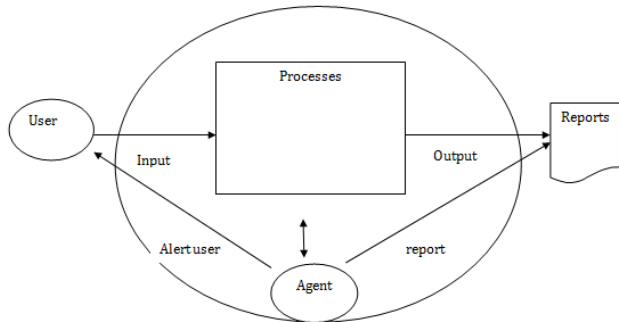 Processes
User
Reports
Input
Output
Alert user
report
Agent